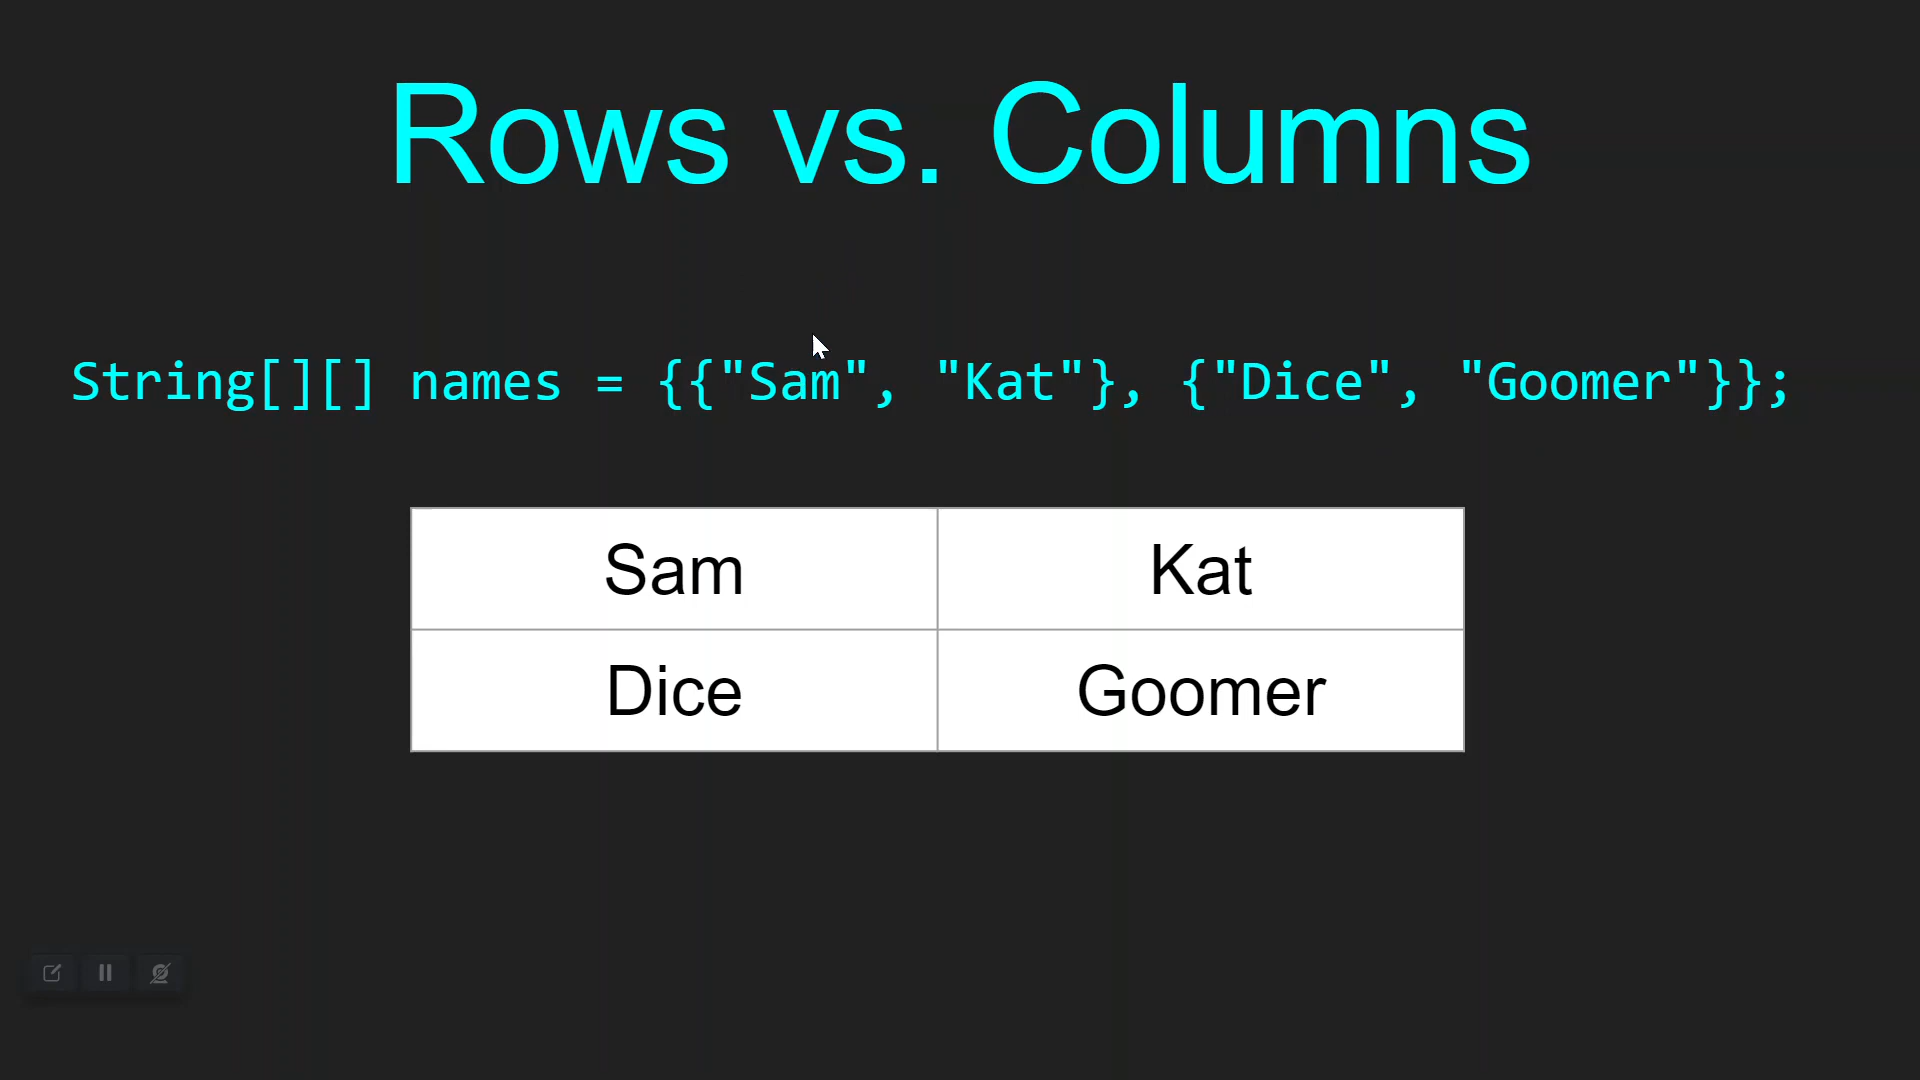 Rows vs. Columns
String[][] names = {{"Sam", "Kat"}, {"Dice", "Goomer"}};
Sam Kat
Dice Goomer